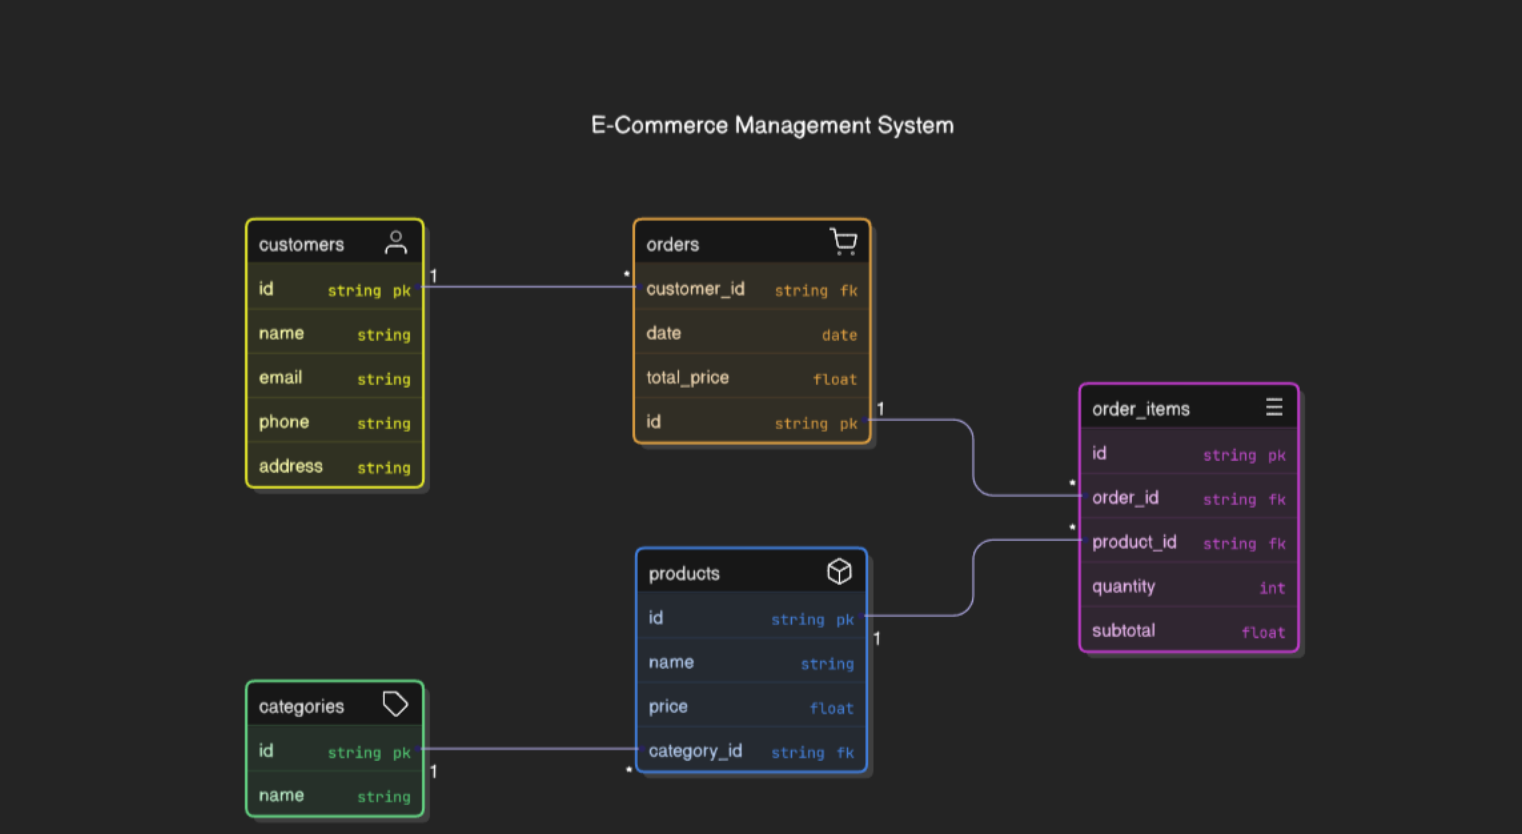 E-Commerce Management System
customers
id string pk
name string
email string
phone string
address string
1
*
orders
customer_id string fk
date date
total_price float
id string pk
1
*
order_items
id string pk
order_id string fk
product_id string fk
quantity int
subtotal float
*
products
id string pk
name string
price float
category_id string fk
1
categories
id string pk
name string
1
*